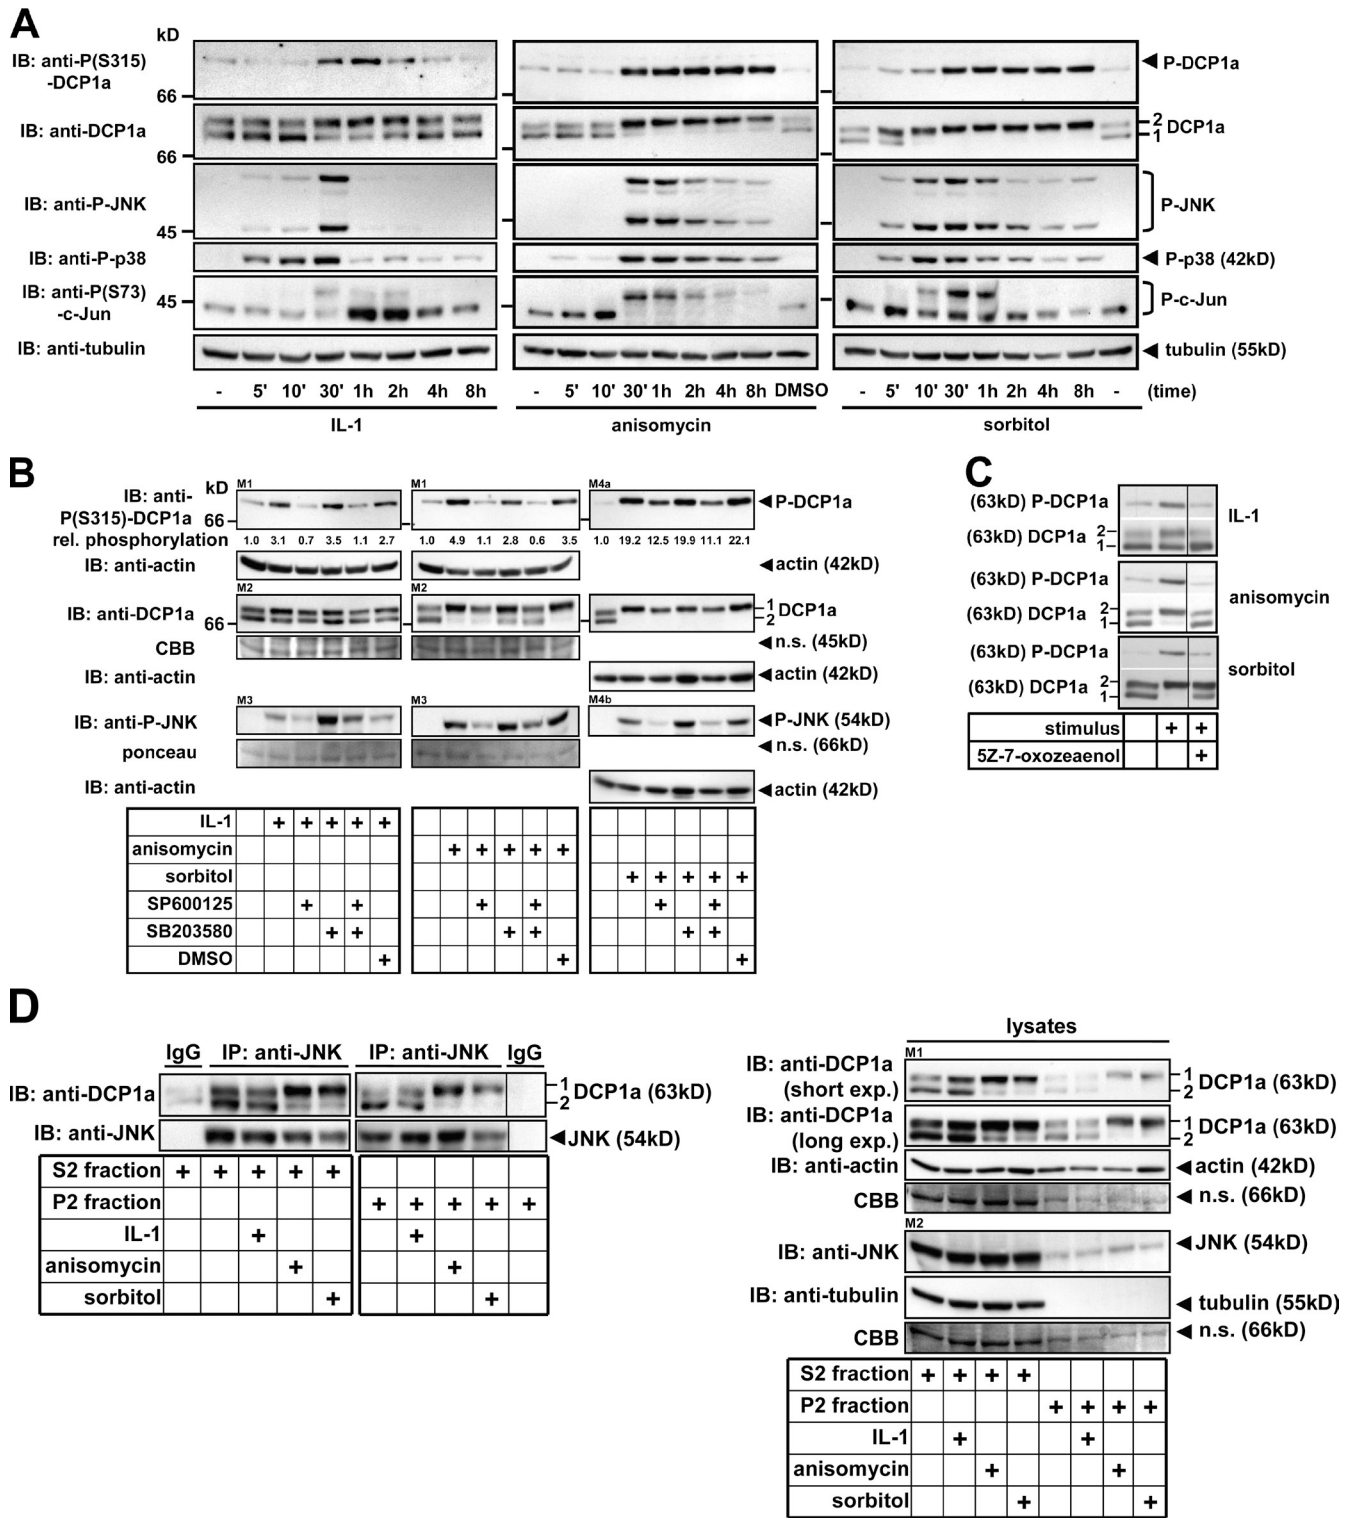 A
kD
IB: anti-P(S315)
-DCP1a
66
P-DCP1a
IB: anti-DCP1a
66
2
1
DCP1a
IB: anti-P-JNK
45
P-JNK
IB: anti-P-p38
P-p38 (42kD)
IB: anti-P(S73)
-c-Jun
45
P-c-Jun
IB: anti-tubulin
tubulin (55kD)
- 5' 10' 30' 1h 2h 4h 8h - 5' 10' 30' 1h 2h 4h 8h DMSO - 5' 10' 30' 1h 2h 4h 8h - (time)
IL-1 anisomycin sorbitol
B
kD
M1 M1 M4a
IB: anti-
P(S315)-DCP1a
66
P-DCP1a
rel. phosphorylation 1.0 3.1 0.7 3.5 1.1 2.7 1.0 4.9 1.1 2.8 0.6 3.5 1.0 19.2 12.5 19.9 11.1 22.1
IB: anti-actin
actin (42kD)
M2 M2
IB: anti-DCP1a
66
1
2
DCP1a
CBB
n.s. (45kD)
IB: anti-actin
actin (42kD)
M3 M3 M4b
IB: anti-P-JNK
P-JNK (54kD)
ponceau
n.s. (66kD)
IB: anti-actin
actin (42kD)
IL-1 + + + + +
anisomycin + + + + +
sorbitol + + + + +
SP600125 + + + + + +
SB203580 + + + + + +
DMSO + + +
C
(63kD) P-DCP1a
(63kD) DCP1a
2
1
IL-1
(63kD) P-DCP1a
(63kD) DCP1a
2
1
anisomycin
(63kD) P-DCP1a
(63kD) DCP1a
2
1
sorbitol
stimulus + +
5Z-7-oxozeaenol +
D
IgG IP: anti-JNK IP: anti-JNK IgG
IB: anti-DCP1a
1
2
DCP1a (63kD)
IB: anti-JNK
JNK (54kD)
S2 fraction + + + + +
P2 fraction + + + + +
IL-1 + +
anisomycin + +
sorbitol + +
lysates
M1
IB: anti-DCP1a
(short exp.)
1
2
DCP1a (63kD)
IB: anti-DCP1a
(long exp.)
1
2
DCP1a (63kD)
IB: anti-actin
actin (42kD)
CBB
n.s. (66kD)
M2
IB: anti-JNK
JNK (54kD)
IB: anti-tubulin
tubulin (55kD)
CBB
n.s. (66kD)
S2 fraction + + + +
P2 fraction + + + +
IL-1 + +
anisomycin + +
sorbitol + +